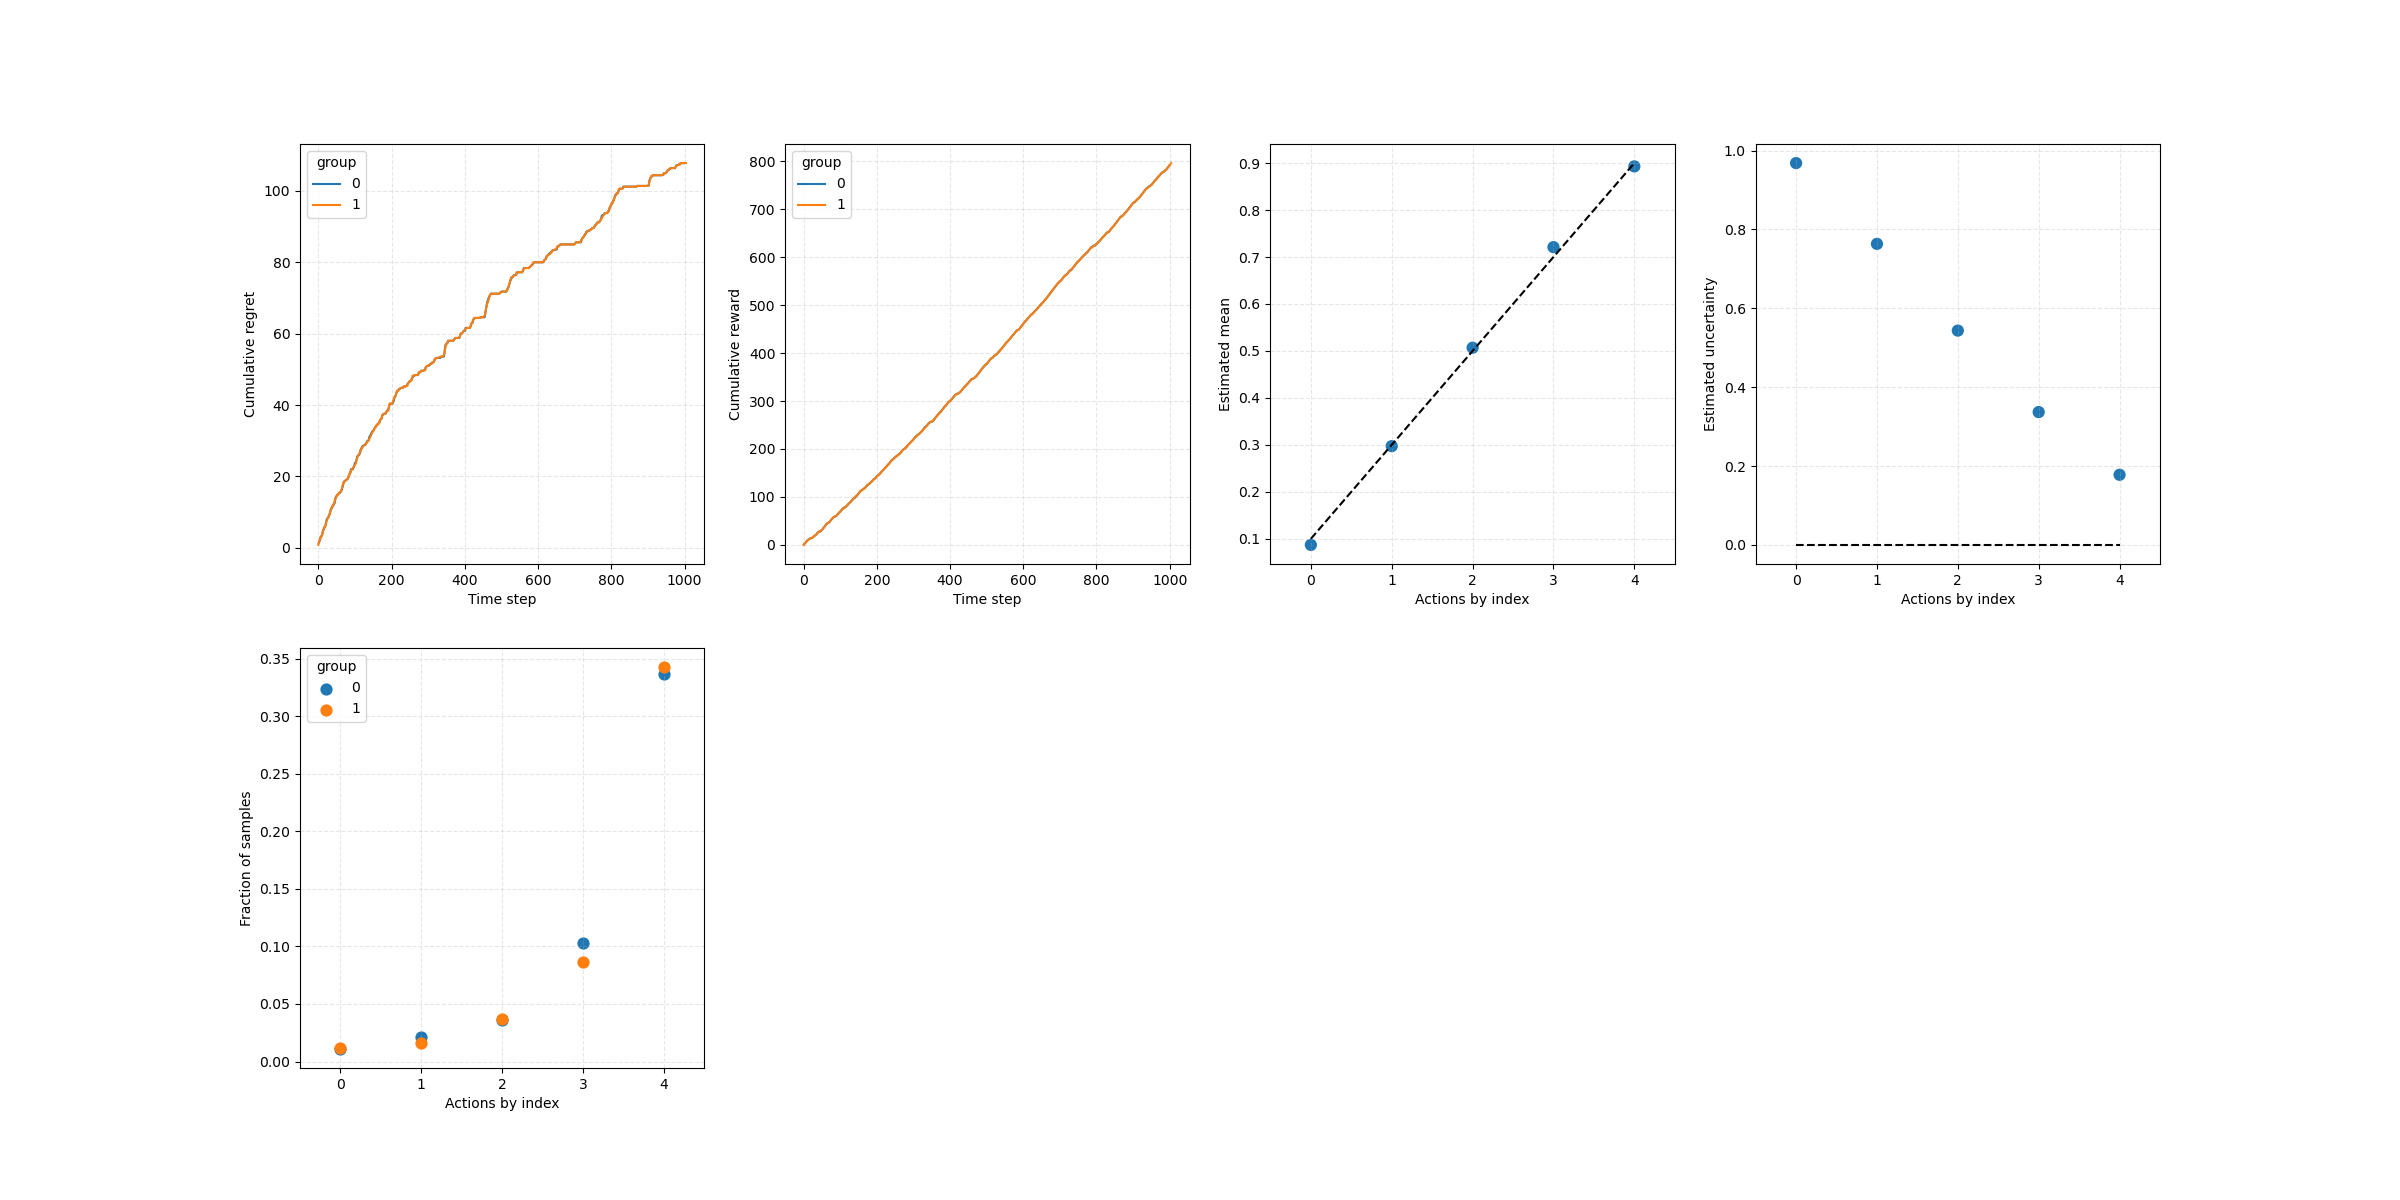 group
0
1
100
80
60
40
20
0
Cumulative regret
0 200 400 600 800 1000
Time step
group
0
1
800
700
600
500
400
300
200
100
0
Cumulative reward
0 200 400 600 800 1000
Time step
0.9
0.8
0.7
0.6
0.5
0.4
0.3
0.2
0.1
Estimated mean
0 1 2 3 4
Actions by index
1.0
0.8
0.6
0.4
0.2
0.0
Estimated uncertainty
0 1 2 3 4
Actions by index
group
0
1
0.35
0.30
0.25
0.20
0.15
0.10
0.05
0.00
Fraction of samples
0 1 2 3 4
Actions by index